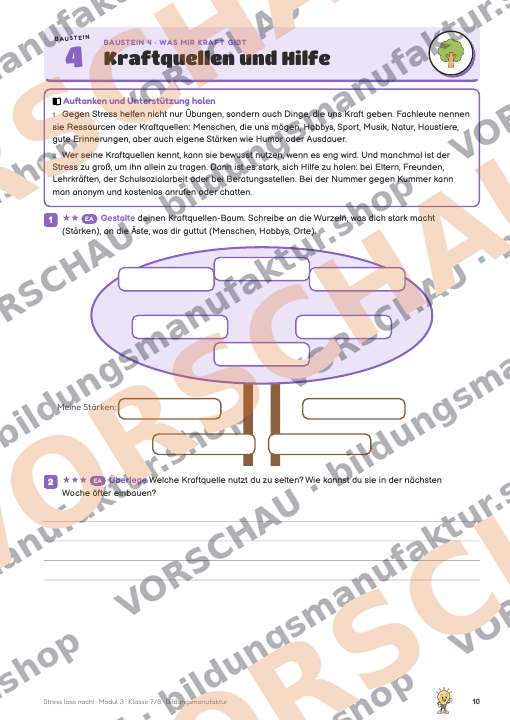 BAUSTEIN
4
BAUSTEIN 4 · WAS MIR KRAFT GIBT
Kraftquellen und Hilfe
Auftanken und Unterstützung holen
1 Gegen Stress helfen nicht nur Übungen, sondern auch Dinge, die uns Kraft geben. Fachleute nennen
sie Ressourcen oder Kraftquellen: Menschen, die uns mögen, Hobbys, Sport, Musik, Natur, Haustiere,
gute Erinnerungen, aber auch eigene Stärken wie Humor oder Ausdauer.
2 Wer seine Kraftquellen kennt, kann sie bewusst nutzen, wenn es eng wird. Und manchmal ist der
Stress zu groß, um ihn allein zu tragen. Dann ist es stark, sich Hilfe zu holen: bei Eltern, Freunden,
Lehrkräften, der Schulsozialarbeit oder bei Beratungsstellen. Bei der Nummer gegen Kummer kann
man anonym und kostenlos anrufen oder chatten.
1 ★★ EA Gestalte deinen Kraftquellen-Baum. Schreibe an die Wurzeln, was dich stark macht
(Stärken), an die Äste, was dir guttut (Menschen, Hobbys, Orte).
Meine Stärken:
2 ★★★ EA Überlege Welche Kraftquelle nutzt du zu selten? Wie kannst du sie in der nächsten
Woche öfter einbauen?
Stress lass nach! · Modul 3 · Klasse 7/8 · Bildungsmanufaktur
10
VORSCHAU · bildungsmanufaktur.shop
VORSCHAU